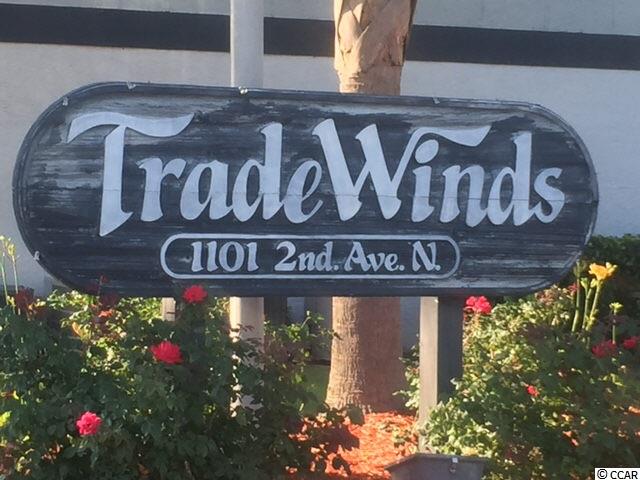 TradeWinds
1101 2nd. Ave. N.
© CCAR